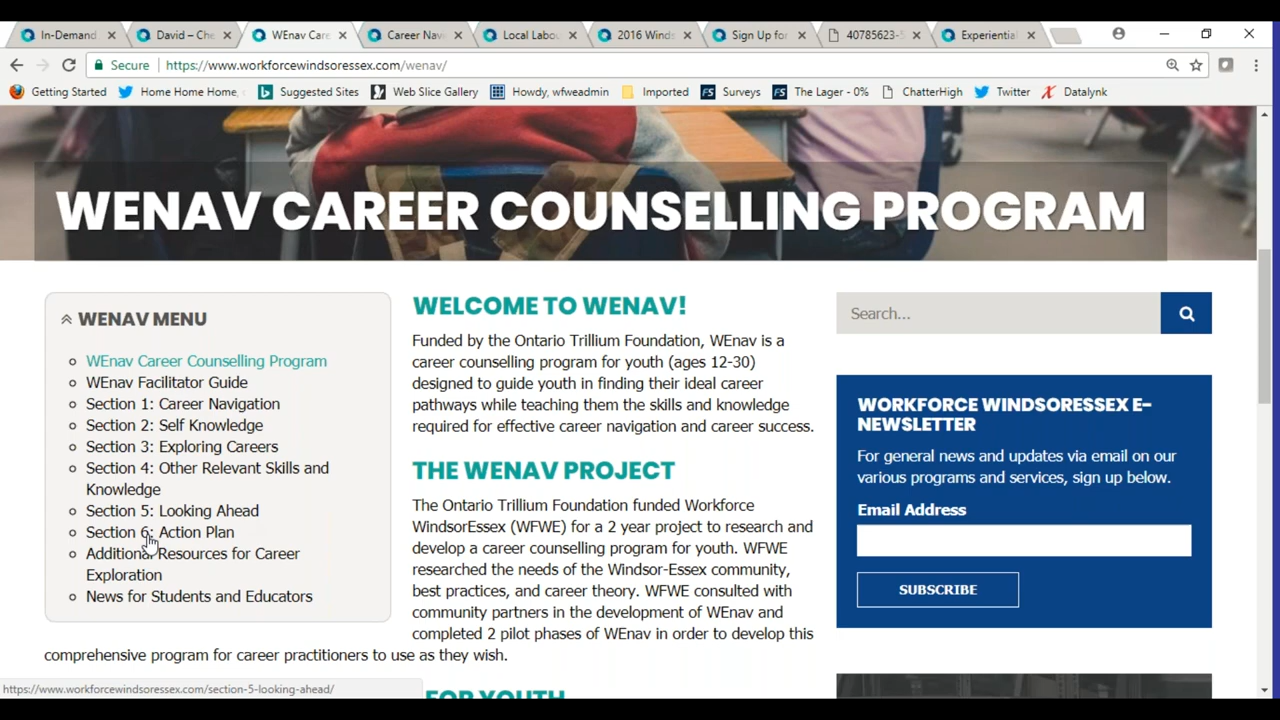 In-Demand
David – Che
WEnav Care
Career Nav
Local Labou
2016 Winds
Sign Up for
40785623-5
Experiential
Secure
https://www.workforcewindsoressex.com/wenav/
Getting Started
Home Home Home,
Suggested Sites
Web Slice Gallery
Howdy, wfweadmin
Imported
Surveys
The Lager - 0%
ChatterHigh
Twitter
Datalynk
WENAV CAREER COUNSELLING PROGRAM
WENAV MENU
WEnav Career Counselling Program
WEnav Facilitator Guide
Section 1: Career Navigation
Section 2: Self Knowledge
Section 3: Exploring Careers
Section 4: Other Relevant Skills and
Knowledge
Section 5: Looking Ahead
Section 6: Action Plan
Additional Resources for Career
Exploration
News for Students and Educators
WELCOME TO WENAV!
Funded by the Ontario Trillium Foundation, WEnav is a
career counselling program for youth (ages 12-30)
designed to guide youth in finding their ideal career
pathways while teaching them the skills and knowledge
required for effective career navigation and career success.
THE WENAV PROJECT
The Ontario Trillium Foundation funded Workforce
WindsorEssex (WFWE) for a 2 year project to research and
develop a career counselling program for youth. WFWE
researched the needs of the Windsor-Essex community,
best practices, and career theory. WFWE consulted with
community partners in the development of WEnav and
completed 2 pilot phases of WEnav in order to develop this
comprehensive program for career practitioners to use as they wish.
FOR YOUTH
Search...
WORKFORCE WINDSORESSEX E-
NEWSLETTER
For general news and updates via email on our
various programs and services, sign up below.
Email Address
SUBSCRIBE
https://www.workforcewindsoressex.com/section-5-looking-ahead/